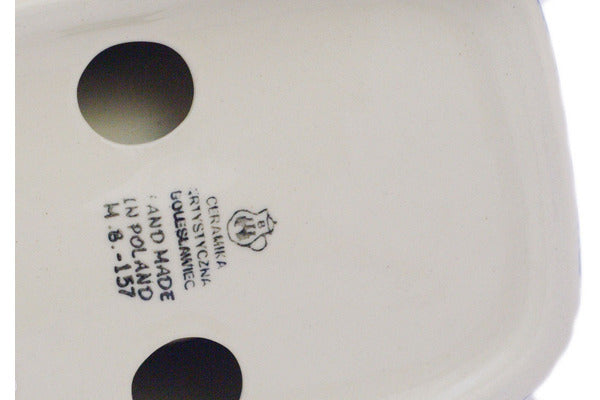 B
CERAMIKA
ARTYSTYCZNA
BOLESŁAWIEC
HAND MADE
IN POLAND
M B.-157